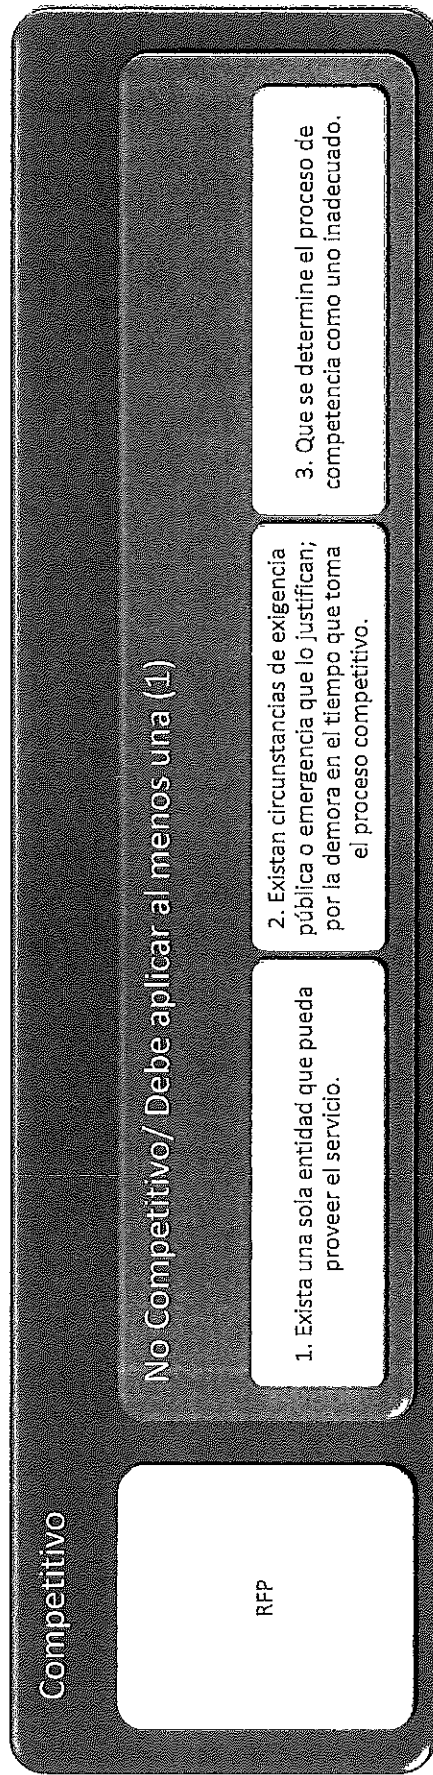 Competitivo
RFP
No Competitivo/ Debe aplicar al menos una (1)
1. Exista una sola entidad que pueda
proveer el servicio.
2. Existan circunstancias de exigencia
pública o emergencia que lo justifican;
por la demora en el tiempo que toma
el proceso competitivo.
3. Que se determine el proceso de
competencia como uno inadecuado.